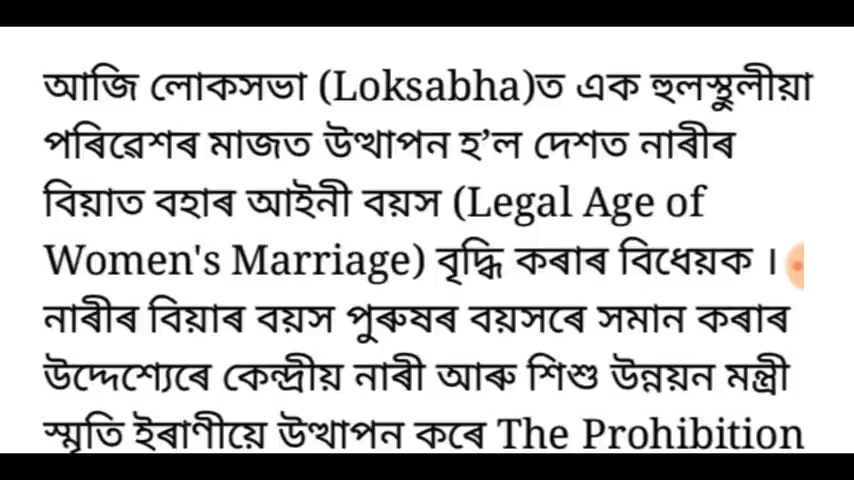 আজি লোকসভা (Loksabha)ত এক হুলস্থুলীয়া
পৰিৱেশৰ মাজত উত্থাপন হ’ল দেশত নাৰীৰ
বিয়াত বহাৰ আইনী বয়স (Legal Age of
Women's Marriage) বৃদ্ধি কৰাৰ বিধেয়ক ।
নাৰীৰ বিয়াৰ বয়স পুৰুষৰ বয়সৰে সমান কৰাৰ
উদ্দেশ্যেৰে কেন্দ্ৰীয় নাৰী আৰু শিশু উন্নয়ন মন্ত্ৰী
স্মৃতি ইৰাণীয়ে উত্থাপন কৰে The Prohibition